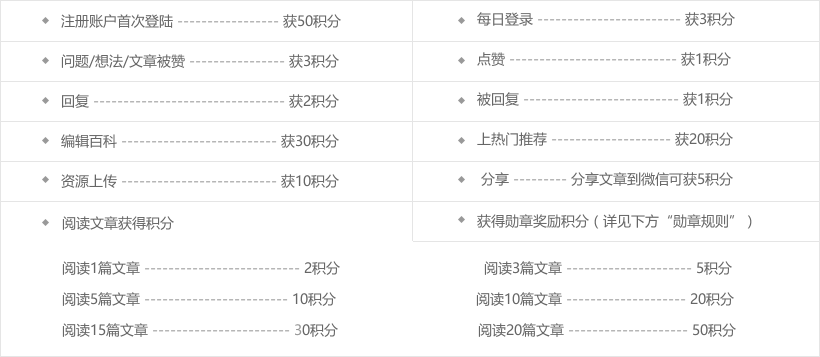 ◆ 注册账户首次登陆 ----------------- 获50积分
◆ 每日登录 ------------------------ 获3积分
◆ 问题/想法/文章被赞 ---------------- 获3积分
◆ 点赞 ---------------------------- 获1积分
◆ 回复 -------------------------------- 获2积分
◆ 被回复 -------------------------- 获1积分
◆ 编辑百科 -------------------------- 获30积分
◆ 上热门推荐 -------------------- 获20积分
◆ 资源上传 -------------------------- 获10积分
◆ 分享 --------- 分享文章到微信可获5积分
◆ 阅读文章获得积分
◆ 获得勋章奖励积分（详见下方“勋章规则”）
阅读1篇文章 -------------------------- 2积分
阅读3篇文章 --------------------- 5积分
阅读5篇文章 ------------------------ 10积分
阅读10篇文章 -------------------- 20积分
阅读15篇文章 ----------------------- 30积分
阅读20篇文章 -------------------- 50积分